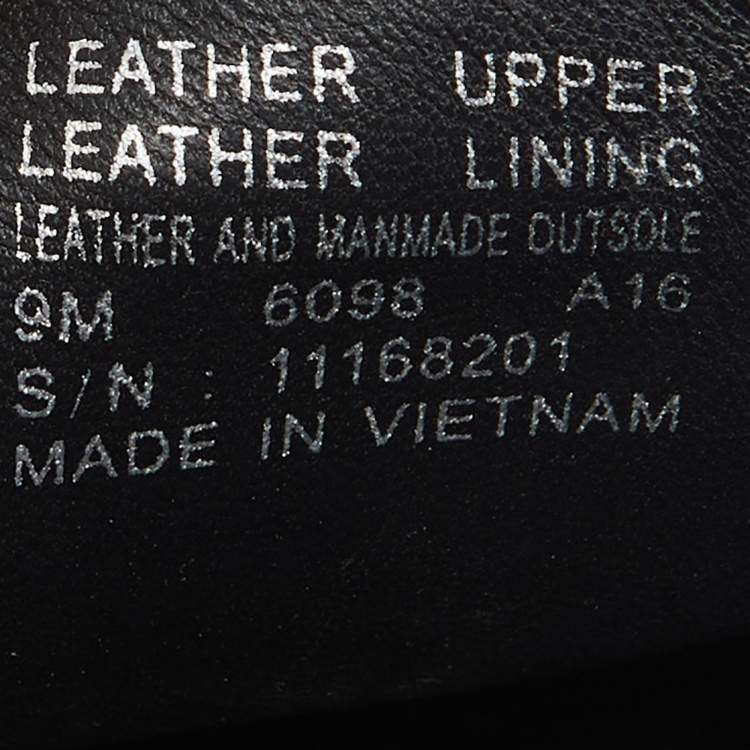 LEATHER UPPER
LEATHER LINING
LEATHER AND MANMADE OUTSOLE
9M 6098 A16
S/N : 11168201
MADE IN VIETNAM